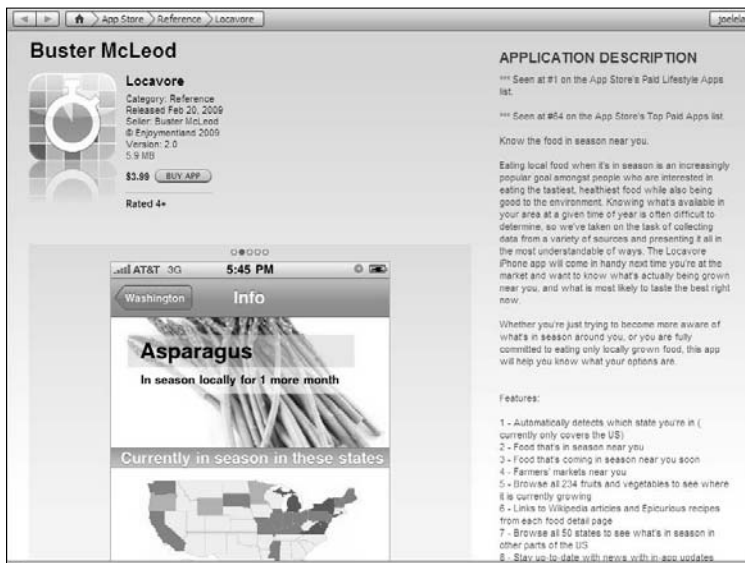 App Store Reference Locavore
Buster McLeod
Locavore
Category: Reference
Released Feb 20, 2009
Seller: Buster McLeod
© Enjoymentland 2009
Version: 2.0
5.9 MB
$3.99 BUY APP
Rated 4+
AT&T 3G 5:45 PM
Washington Info
Asparagus
In season locally for 1 more month
Currently in season in these states
APPLICATION DESCRIPTION
*** Seen at #1 on the App Store's Paid Lifestyle Apps
list.
*** Seen at #64 on the App Store's Top Paid Apps list.
Know the food in season near you.
Eating local food when it's in season is an increasingly
popular goal amongst people who are interested in
eating the tastiest, healthiest food while also being
good to the environment. Knowing what's available in
your area at a given time of year is often difficult to
determine, so we've taken on the task of collecting
data from a variety of sources and presenting it all in
the most understandable of ways. The Locavore
iPhone app will come in handy next time you're at the
market and want to know what's actually being grown
near you, and what is most likely to taste the best right
now.
Whether you're just trying to become more aware of
what's in season around you, or you are fully
committed to eating only locally grown food, this app
will help you know what your options are.
Features:
1 - Automatically detects which state you're in (
currently only covers the US)
2 - Food that's in season near you
3 - Food that's coming in season near you soon
4 - Farmers' markets near you
5 - Browse all 234 fruits and vegetables to see where
it is currently growing
6 - Links to Wikipedia articles and Epicurious recipes
from each food detail page
7 - Browse all 50 states to see what's in season in
other parts of the US
8 - Stay up-to-date with news with in-app updates